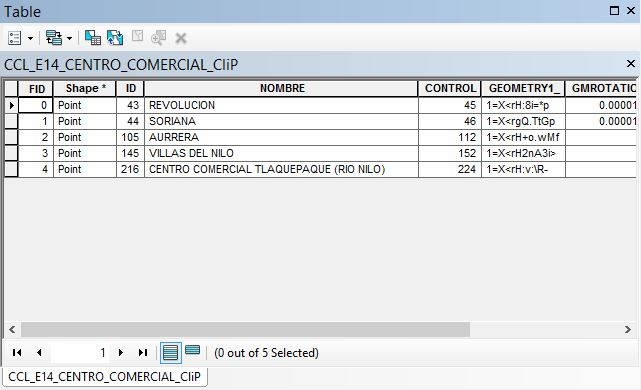 Table
CCL_E14_CENTRO_COMERCIAL_CliP
FID Shape * ID NOMBRE CONTROL GEOMETRY1_ GMROTATIO
0 Point 43 REVOLUCION 45 1=X<rH:8i=*p 0.00001
1 Point 44 SORIANA 46 1=X<rgQ.TtGp 0.00001
2 Point 105 AURRERA 112 1=X<rH+o.wMf
3 Point 145 VILLAS DEL NILO 152 1=X<rH2nA3i>
4 Point 216 CENTRO COMERCIAL TLAQUEPAQUE (RIO NILO) 224 1=X<rH:v:\R-
1 (0 out of 5 Selected)
CCL_E14_CENTRO_COMERCIAL_CliP